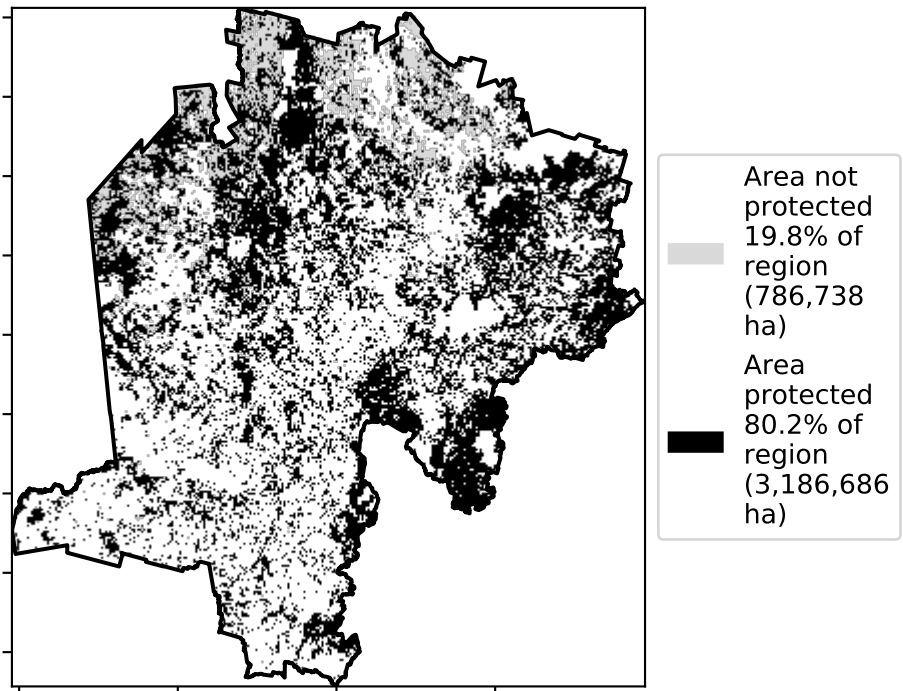 Area not
protected
19.8% of
region
(786,738
ha)
Area
protected
80.2% of
region
(3,186,686
ha)